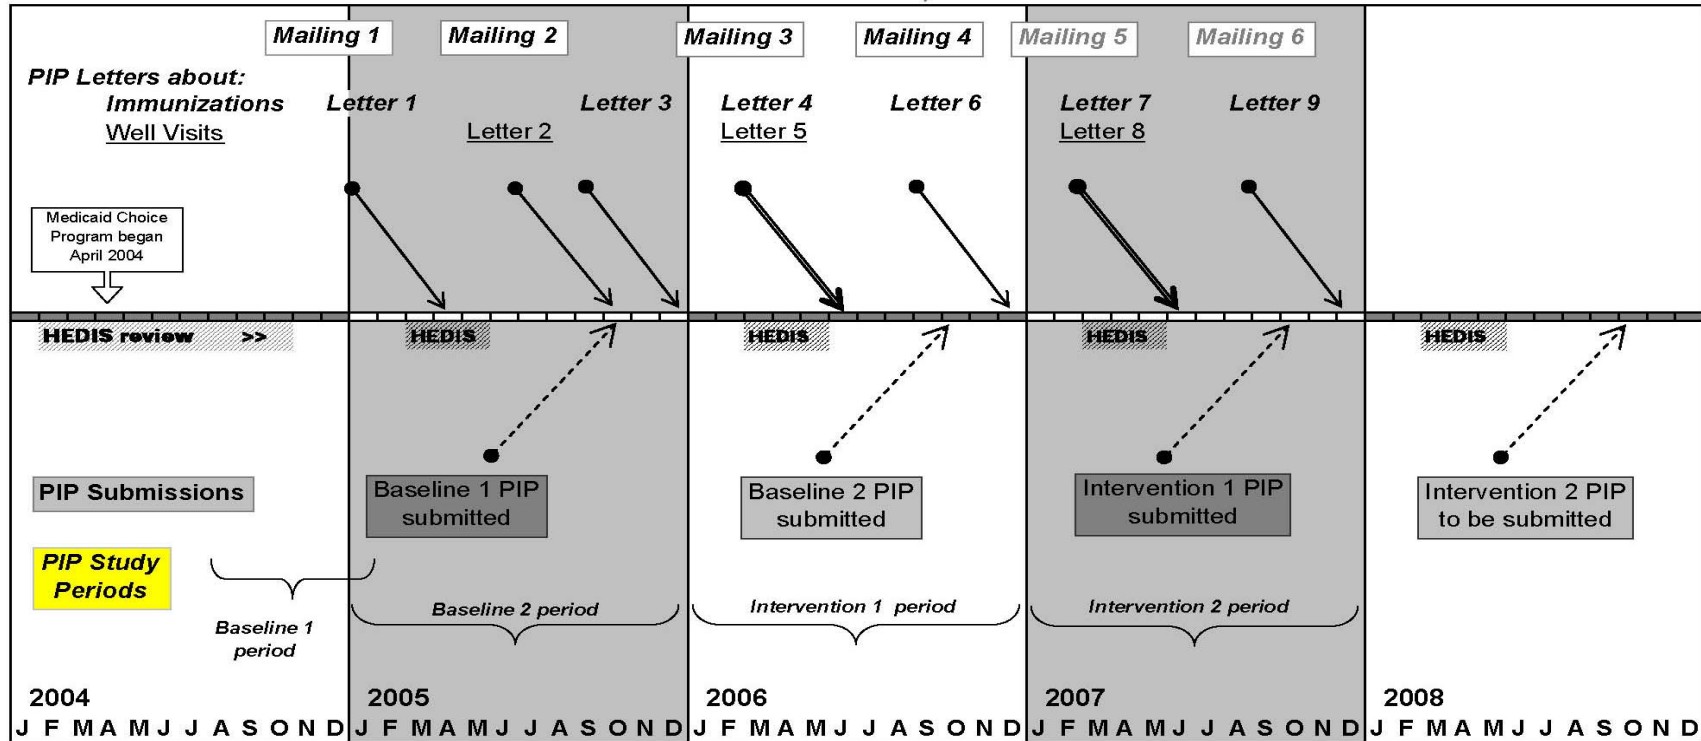 Mailing 1 Mailing 2 Mailing 3 Mailing 4 Mailing 5 Mailing 6
PIP Letters about:
Immunizations Letter 1 Letter 3 Letter 4 Letter 6 Letter 7 Letter 9
Well Visits Letter 2 Letter 5 Letter 8
Medicaid Choice
Program began
April 2004
HEDIS review >> HEDIS HEDIS HEDIS HEDIS
PIP Submissions
Baseline 1 PIP
submitted
Baseline 2 PIP
submitted
Intervention 1 PIP
submitted
Intervention 2 PIP
to be submitted
PIP Study
Periods
Baseline 1
period
Baseline 2 period
Intervention 1 period
Intervention 2 period
2004 2005 2006 2007 2008
J F M A M J J A S O N D J F M A M J J A S O N D J F M A M J J A S O N D J F M A M J J A S O N D J F M A M J J A S O N D